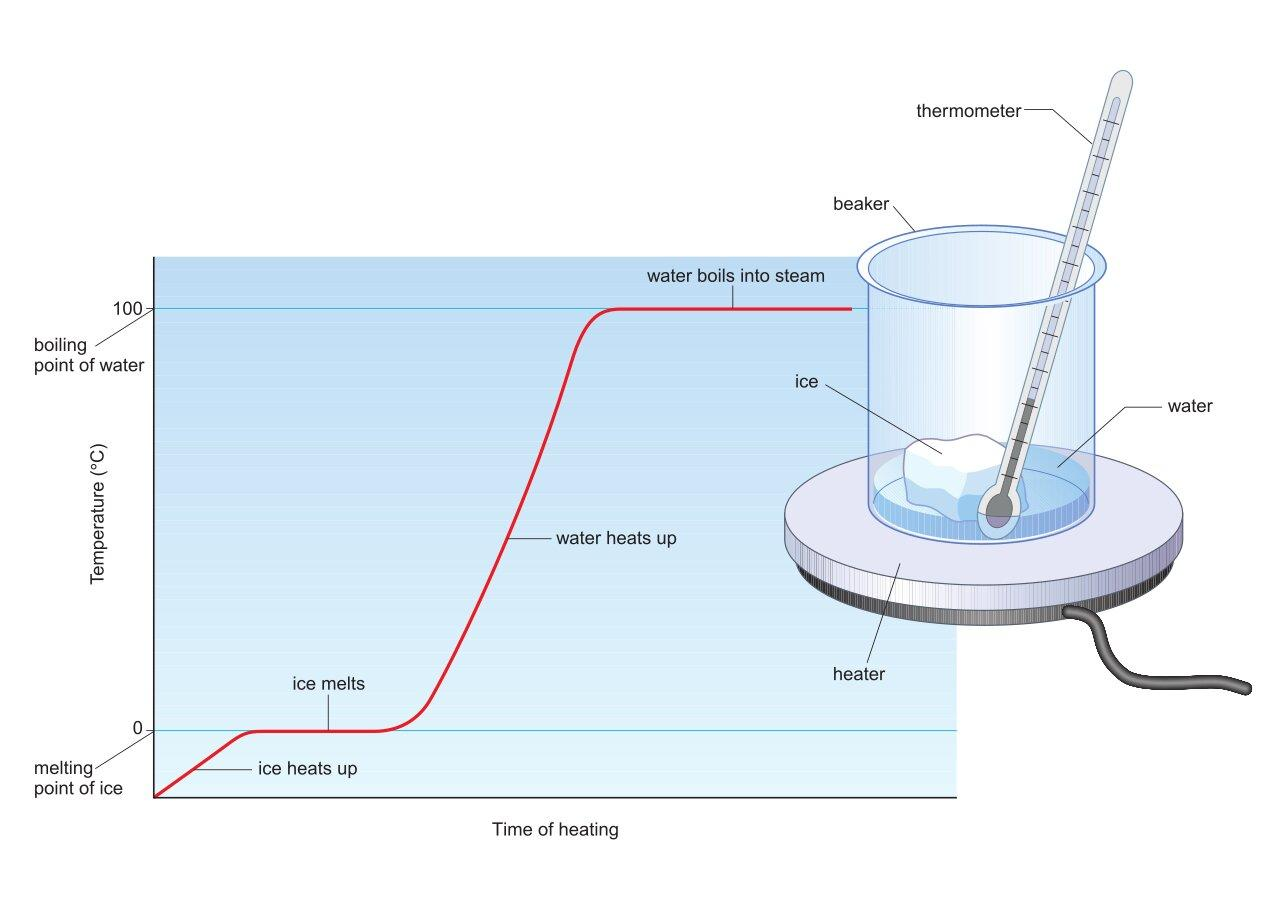 thermometer
beaker
water boils into steam
100
boiling
point of water
ice
water
Temperature (°C)
water heats up
heater
ice melts
0
melting
point of ice
ice heats up
Time of heating